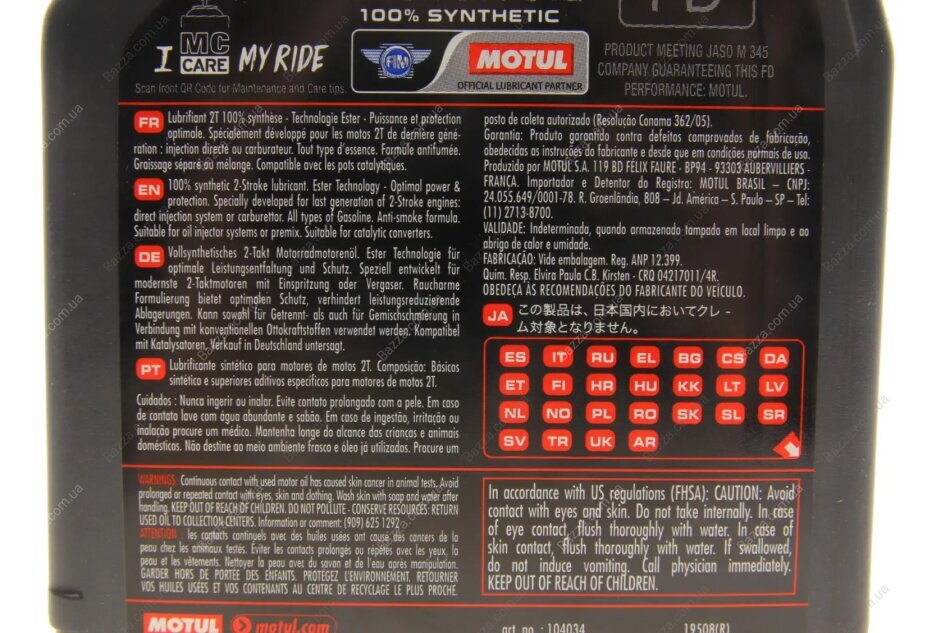 100% SYNTHETIC
I MC CARE MY RIDE
Scan front QR Code for Maintenance and Care tips.
FIM
MOTUL
OFFICIAL LUBRICANT PARTNER
FD
PRODUCT MEETING JASO M 345
COMPANY GUARANTEEING THIS FD
PERFORMANCE: MOTUL.
FR Lubrifiant 2T 100% synthèse - Technologie Ester - Puissance et protection
optimale. Spécialement développé pour les motos 2T de dernière géné-
ration : injection directe ou carburateur. Tout type d'essence. Formule antifumée.
Graissage séparé ou mélange. Compatible avec les pots catalytiques.
EN 100% synthetic 2-Stroke lubricant. Ester Technology - Optimal power &
protection. Specially developed for last generation of 2-Stroke engines:
direct injection system or carburettor. All types of Gasoline. Anti-smoke formula.
Suitable for oil injector systems or premix. Suitable for catalytic converters.
DE Vollsynthetisches 2-Takt Motorradmotorenöl. Ester Technologie für
optimale Leistungsentfaltung und Schutz. Speziell entwickelt für
modernste 2-Taktmotoren mit Einspritzung oder Vergaser. Raucharme
Formulierung bietet optimalen Schutz, verhindert leistungsreduzierende
Ablagerungen. Kann sowohl für Getrennt- als auch für Gemischschmierung in
Verbindung mit konventionellen Ottokraftstoffen verwendet werden. Kompatibel
mit Katalysatoren. Verkauf in Deutschland untersagt.
PT Lubrificante sintético para motores de motos 2T. Composição: Básicos
sintético e superiores aditivos específicos para motores de motos 2T.
Cuidados : Nunca ingerir ou inalar. Evite contato prolongado com a pele. Em caso
de contato lave com água abundante e sabão. Em caso de ingestão, irritação ou
inalação procure um médico. Mantenha longe do alcance das crianças e animais
domésticos. Não destine ao meio ambiente frasco e óleo já utilizados. Procure um
posto de coleta autorizado (Resolução Conama 362/05).
Garantia: Produto garantido contra defeitos comprovados de fabricação,
obedecidas as instruções do fabricante e desde que em condições normais de uso.
Produzido por MOTUL S.A. 119 BD FÉLIX FAURE - BP94 - 93303 AUBERVILLIERS -
FRANÇA. Importador e Detentor do Registro: MOTUL BRASIL – CNPJ:
24.055.649/0001-78. R. Groenlândia, 808 – Jd. América – S. Paulo – SP – Tel:
(11) 2713-8700.
VALIDADE: Indeterminada, quando armazenado tampado em local limpo e ao
abrigo de calor e umidade.
FABRICAÇÃO: Vide embalagem. Reg. ANP 12.399.
Quim. Resp. Elvira Paula C.B. Kirsten - CRQ 04217011/4R.
OBEDEÇA ÀS RECOMENDAÇÕES DO FABRICANTE DO VEÍCULO.
JA この製品は、日本国内においてクレ -
ム対象となりません。
ES IT RU EL BG CS DA
ET FI HR HU KK LT LV
NL NO PL RO SK SL SR
SV TR UK AR
WARNINGS Continuous contact with used motor oil has caused skin cancer in animal tests. Avoid
prolonged or repeated contact with eyes, skin and clothing. Wash skin with soap and water after
handling. KEEP OUT OF REACH OF CHILDREN. DO NOT POLLUTE - CONSERVE RESOURCES: RETURN
USED OIL TO COLLECTION CENTERS. Information or comment: (909) 625 1292
ATTENTION les contacts continuels avec des huiles usées ont causé des cancers de la
peau chez les animaux testés. Eviter les contacts prolongés ou répétés avec les yeux, la
peau et les vêtements. Nettoyer la peau avec du savon et de l'eau après manipulation.
GARDER HORS DE PORTÉE DES ENFANTS. PROTÉGEZ L'ENVIRONNEMENT. RETOURNER
VOS HUILES USÉES ET VOS CONTENANTS AU CENTRE DE RECYCLAGE LE PLUS PROCHE.
In accordance with US regulations (FHSA): CAUTION: Avoid
contact with eyes and skin. Do not take internally. In case
of eye contact, flush thoroughly with water. In case of
skin contact, flush thoroughly with water. If swallowed,
do not induce vomiting. Call physician immediately.
KEEP OUT OF REACH OF CHILDREN.
MOTUL
motul.com
art. no. : 104034
19508(R)
Bazza.com.ua